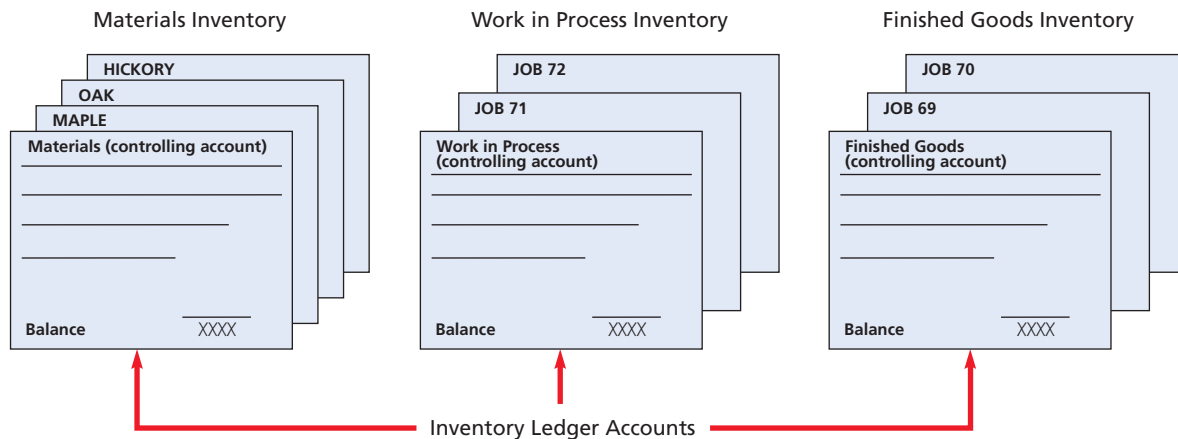 Materials Inventory
HICKORY
OAK
MAPLE
Materials (controlling account)
Balance
XXXX
Work in Process Inventory
JOB 72
JOB 71
Work in Process
(controlling account)
Balance
XXXX
Finished Goods Inventory
JOB 70
JOB 69
Finished Goods
(controlling account)
Balance
XXXX
Inventory Ledger Accounts